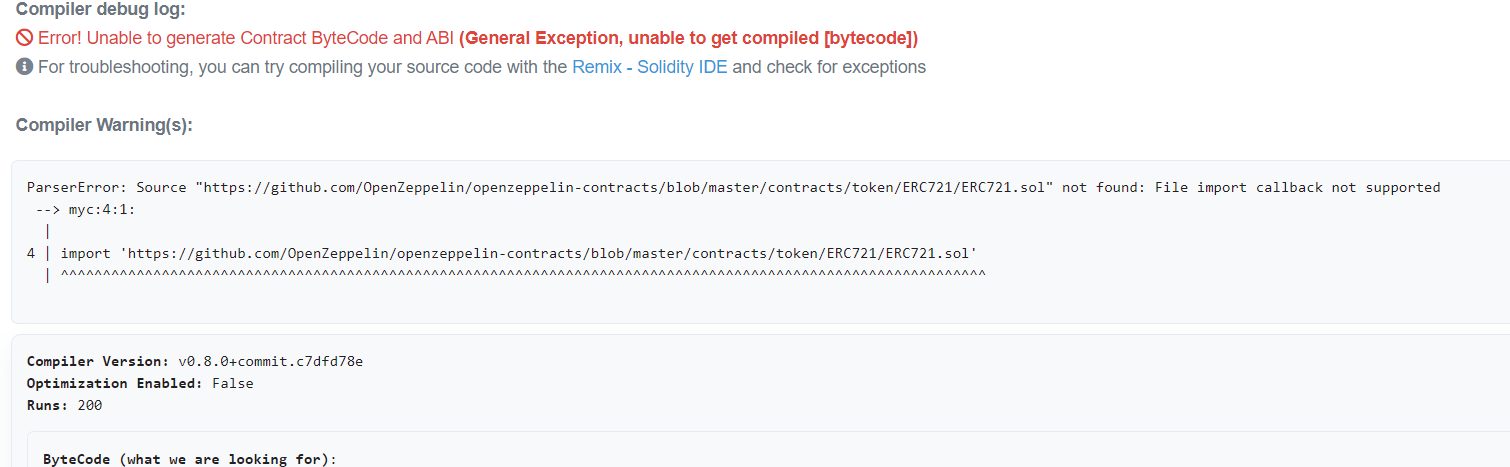 Compiler debug log:
Error! Unable to generate Contract ByteCode and ABI (General Exception, unable to get compiled [bytecode])
For troubleshooting, you can try compiling your source code with the Remix - Solidity IDE and check for exceptions
Compiler Warning(s):
ParserError: Source "https://github.com/OpenZeppelin/openzeppelin-contracts/blob/master/contracts/token/ERC721/ERC721.sol" not found: File import callback not supported
--> myc:4:1:
|
4 | import 'https://github.com/OpenZeppelin/openzeppelin-contracts/blob/master/contracts/token/ERC721/ERC721.sol'
| ^^^^^^^^^^^^^^^^^^^^^^^^^^^^^^^^^^^^^^^^^^^^^^^^^^^^^^^^^^^^^^^^^^^^^^^^^^^^^^^^^^^^^^^^^^^^^^^^^^^^^^^^^^^^^^
Compiler Version: v0.8.0+commit.c7dfd78e
Optimization Enabled: False
Runs: 200
ByteCode (what we are looking for):